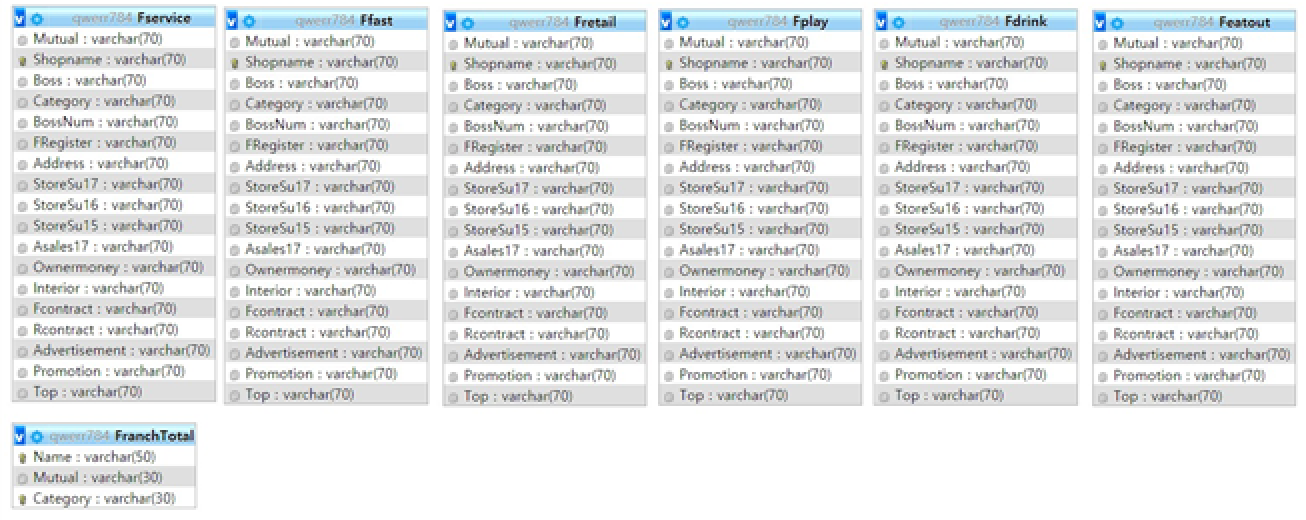 qwerr784 Fservice
Mutual : varchar(70)
Shopname : varchar(70)
Boss : varchar(70)
Category : varchar(70)
BossNum : varchar(70)
FRegister : varchar(70)
Address : varchar(70)
StoreSu17 : varchar(70)
StoreSu16 : varchar(70)
StoreSu15 : varchar(70)
Asales17 : varchar(70)
Ownermoney : varchar(70)
Interior : varchar(70)
Fcontract : varchar(70)
Rcontract : varchar(70)
Advertisement : varchar(70)
Promotion : varchar(70)
Top : varchar(70)
qwerr784 Ffast
Mutual : varchar(70)
Shopname : varchar(70)
Boss : varchar(70)
Category : varchar(70)
BossNum : varchar(70)
FRegister : varchar(70)
Address : varchar(70)
StoreSu17 : varchar(70)
StoreSu16 : varchar(70)
StoreSu15 : varchar(70)
Asales17 : varchar(70)
Ownermoney : varchar(70)
Interior : varchar(70)
Fcontract : varchar(70)
Rcontract : varchar(70)
Advertisement : varchar(70)
Promotion : varchar(70)
Top : varchar(70)
qwerr784 Fretail
Mutual : varchar(70)
Shopname : varchar(70)
Boss : varchar(70)
Category : varchar(70)
BossNum : varchar(70)
FRegister : varchar(70)
Address : varchar(70)
StoreSu17 : varchar(70)
StoreSu16 : varchar(70)
StoreSu15 : varchar(70)
Asales17 : varchar(70)
Ownermoney : varchar(70)
Interior : varchar(70)
Fcontract : varchar(70)
Rcontract : varchar(70)
Advertisement : varchar(70)
Promotion : varchar(70)
Top : varchar(70)
qwerr784 Fplay
Mutual : varchar(70)
Shopname : varchar(70)
Boss : varchar(70)
Category : varchar(70)
BossNum : varchar(70)
FRegister : varchar(70)
Address : varchar(70)
StoreSu17 : varchar(70)
StoreSu16 : varchar(70)
StoreSu15 : varchar(70)
Asales17 : varchar(70)
Ownermoney : varchar(70)
Interior : varchar(70)
Fcontract : varchar(70)
Rcontract : varchar(70)
Advertisement : varchar(70)
Promotion : varchar(70)
Top : varchar(70)
qwerr784 Fdrink
Mutual : varchar(70)
Shopname : varchar(70)
Boss : varchar(70)
Category : varchar(70)
BossNum : varchar(70)
FRegister : varchar(70)
Address : varchar(70)
StoreSu17 : varchar(70)
StoreSu16 : varchar(70)
StoreSu15 : varchar(70)
Asales17 : varchar(70)
Ownermoney : varchar(70)
Interior : varchar(70)
Fcontract : varchar(70)
Rcontract : varchar(70)
Advertisement : varchar(70)
Promotion : varchar(70)
Top : varchar(70)
qwerr784 Featout
Mutual : varchar(70)
Shopname : varchar(70)
Boss : varchar(70)
Category : varchar(70)
BossNum : varchar(70)
FRegister : varchar(70)
Address : varchar(70)
StoreSu17 : varchar(70)
StoreSu16 : varchar(70)
StoreSu15 : varchar(70)
Asales17 : varchar(70)
Ownermoney : varchar(70)
Interior : varchar(70)
Fcontract : varchar(70)
Rcontract : varchar(70)
Advertisement : varchar(70)
Promotion : varchar(70)
Top : varchar(70)
qwerr784 FranchTotal
Name : varchar(50)
Mutual : varchar(30)
Category : varchar(30)